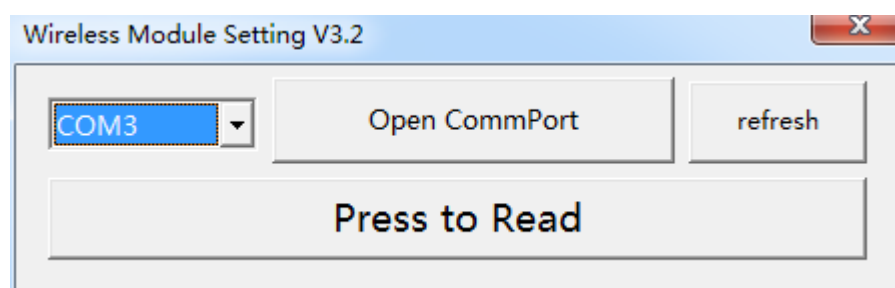 Wireless Module Setting V3.2
COM3 Open CommPort refresh
Press to Read